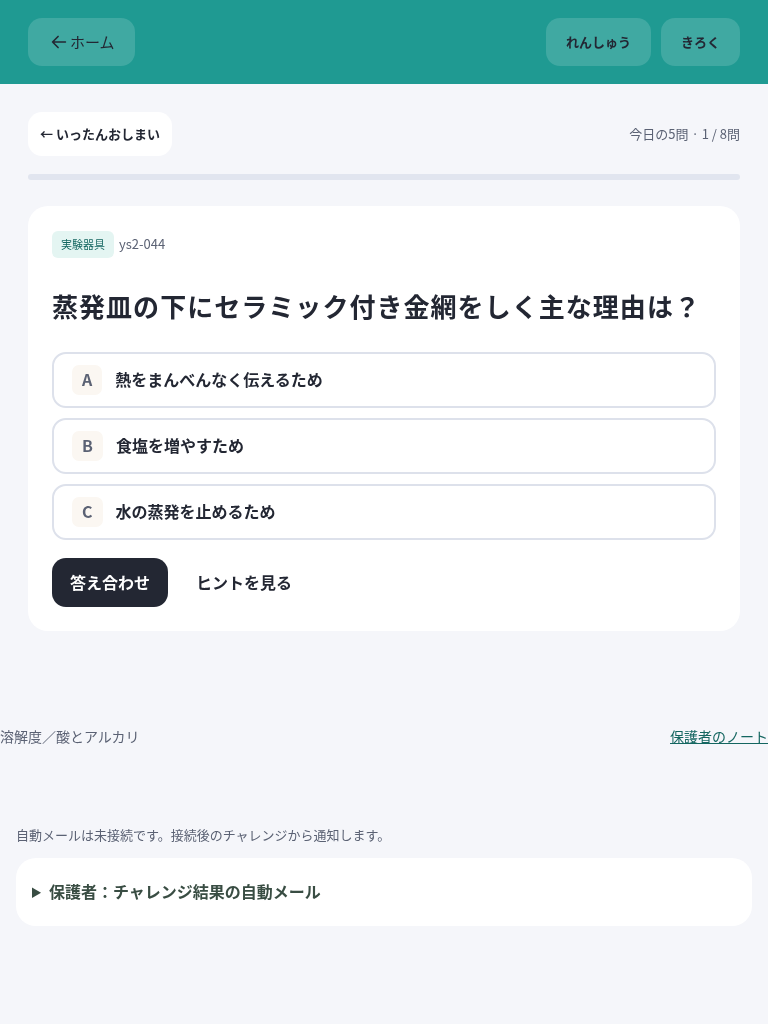 ← ホーム
れんしゅう
きろく
← いったんおしまい
今日の5問 · 1 / 8問
実験器具 ys2-044
蒸発皿の下にセラミック付き金網をしく主な理由は？
A 熱をまんべんなく伝えるため
B 食塩を増やすため
C 水の蒸発を止めるため
答え合わせ
ヒントを見る
溶解度／酸とアルカリ
保護者のノート
自動メールは未接続です。接続後のチャレンジから通知します。
▶ 保護者：チャレンジ結果の自動メール